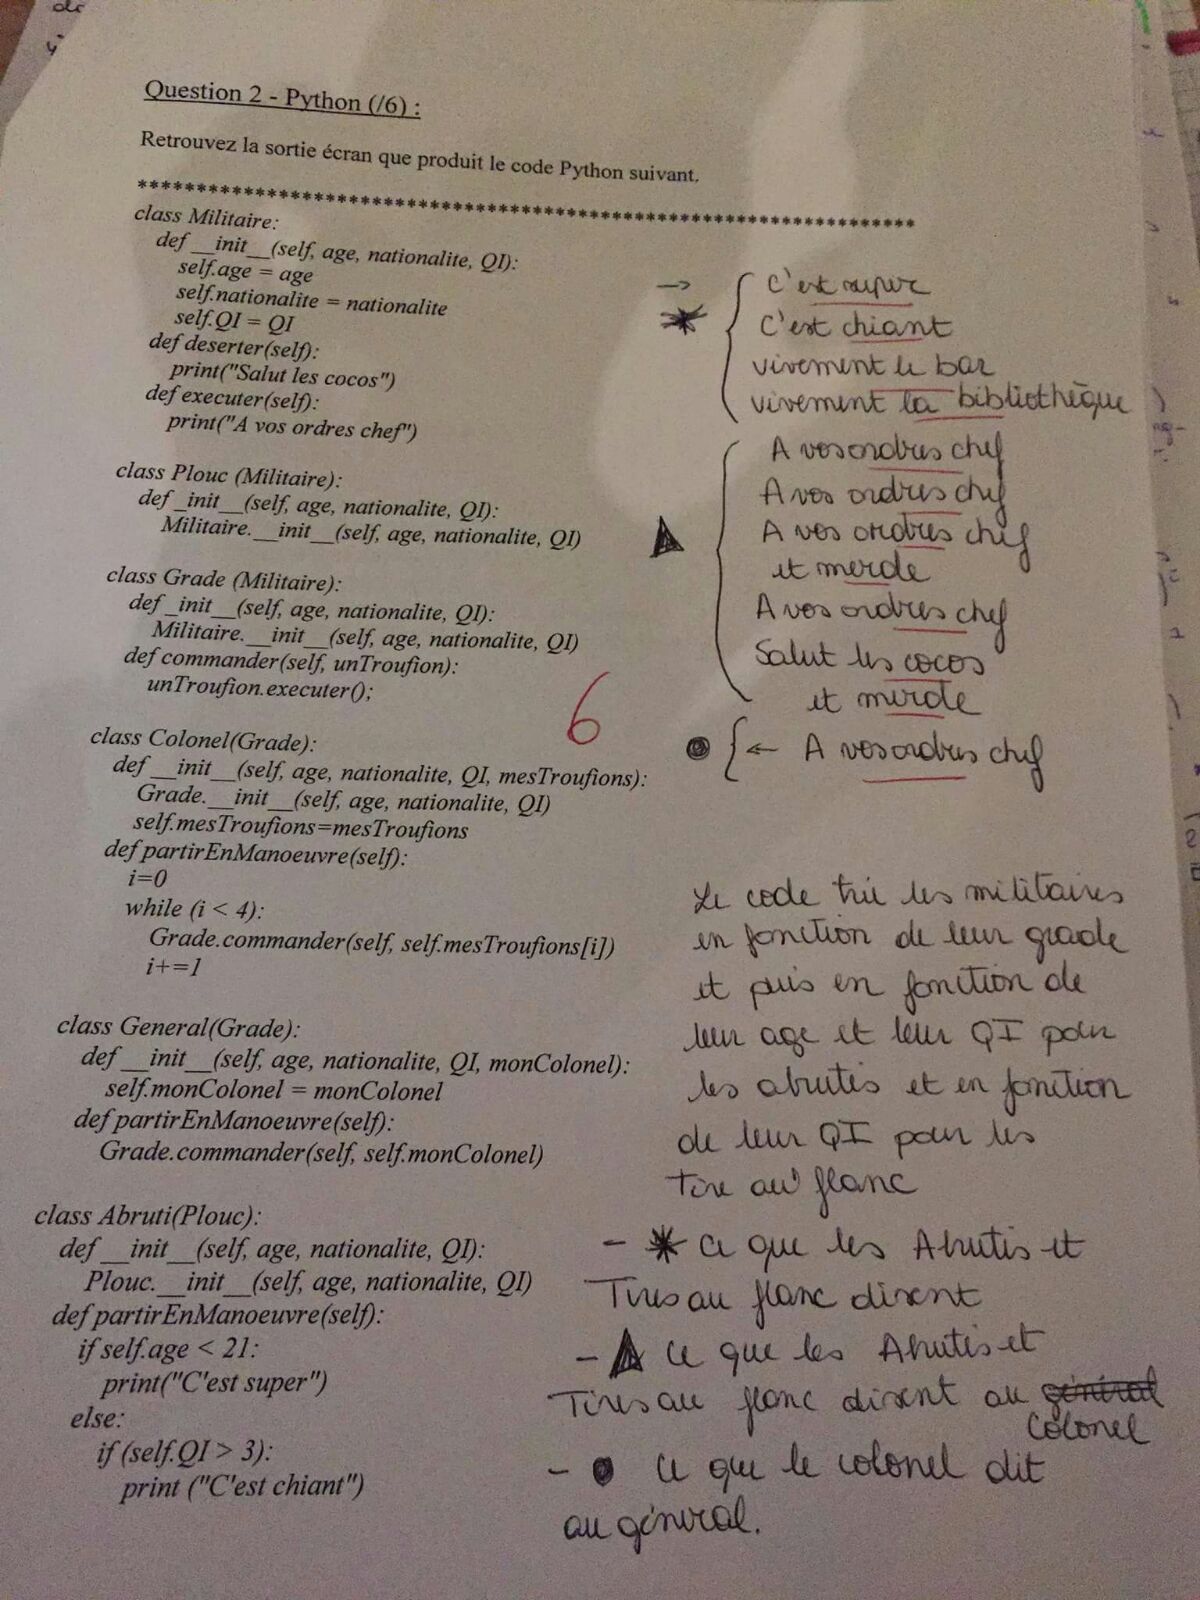 Question 2 - Python (/6) :
Retrouvez la sortie écran que produit le code Python suivant.
******************************************************************
class Militaire:
def __init__(self, age, nationalite, QI):
self.age = age
self.nationalite = nationalite
self.QI = QI
def deserter(self):
print("Salut les cocos")
def executer(self):
print("A vos ordres chef")
class Plouc (Militaire):
def _init__(self, age, nationalite, QI):
Militaire.__init__(self, age, nationalite, QI)
class Grade (Militaire):
def _init__(self, age, nationalite, QI):
Militaire.__init__(self, age, nationalite, QI)
def commander(self, unTroufion):
unTroufion.executer();
class Colonel(Grade):
def __init__(self, age, nationalite, QI, mesTroufions):
Grade.__init__(self, age, nationalite, QI)
self.mesTroufions=mesTroufions
def partirEnManoeuvre(self):
i=0
while (i < 4):
Grade.commander(self, self.mesTroufions[i])
i+=1
class General(Grade):
def __init__(self, age, nationalite, QI, monColonel):
self.monColonel = monColonel
def partirEnManoeuvre(self):
Grade.commander(self, self.monColonel)
class Abruti(Plouc):
def __init__(self, age, nationalite, QI):
Plouc.__init__(self, age, nationalite, QI)
def partirEnManoeuvre(self):
if self.age < 21:
print("C'est super")
else:
if (self.QI > 3):
print ("C'est chiant")
→ C'est super
C'est chiant
vivement le bar
vivement la bibliothèque
A vos ordres chef
A vos ordres chef
A vos ordres chef
et merde
A vos ordres chef
Salut les cocos
et merde
6
← A vos ordres chef
Le code trie les militaires
en fonction de leur grade
et puis en fonction de
leur age et leur QI pour
les abrutis et en fonction
de leur QI pour les
Tire au flanc
- * Ce que les Abrutis et
Tires au flanc disent
- ▲ Ce que les Abrutis et
Tires au flanc disent au général
Colonel
- ● Ce que le colonel dit
au général.